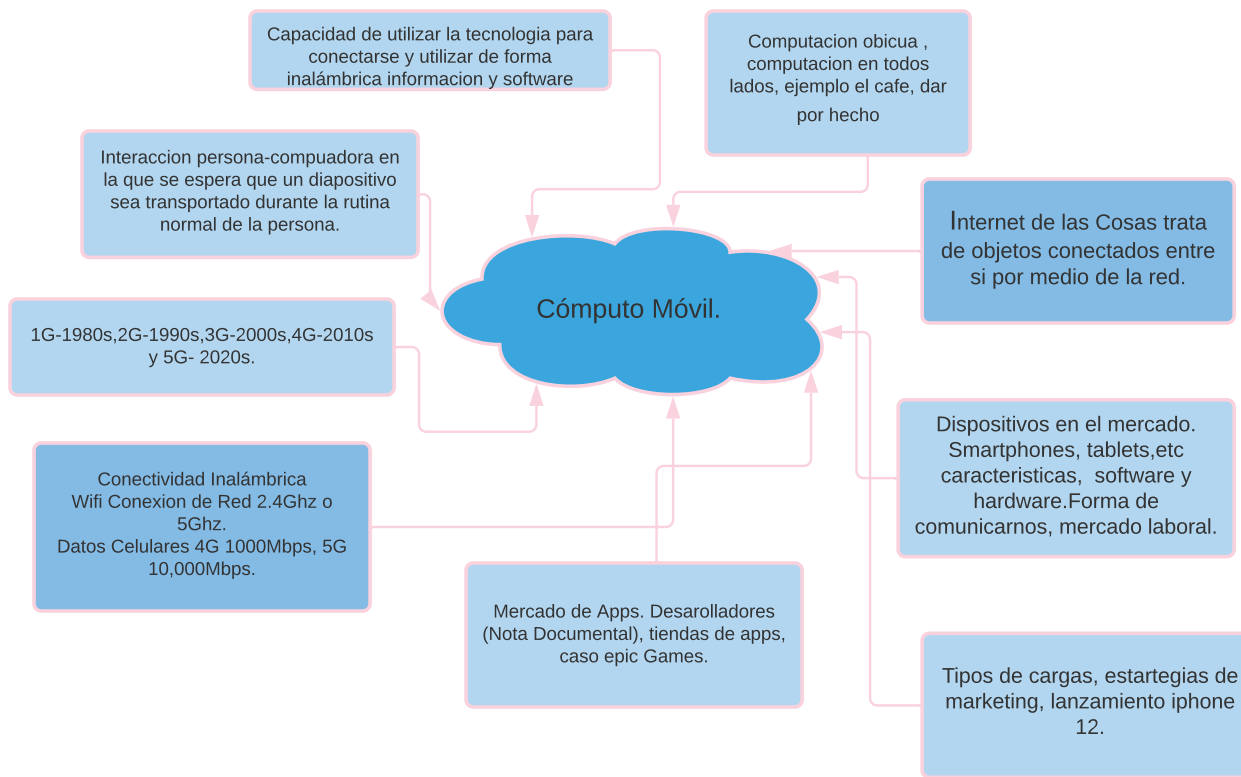 Capacidad de utilizar la tecnologia para
conectarse y utilizar de forma
inalámbrica informacion y software
Computacion obicua ,
computacion en todos
lados, ejemplo el cafe, dar
por hecho
Interaccion persona-compuadora en
la que se espera que un diapositivo
sea transportado durante la rutina
normal de la persona.
Internet de las Cosas trata
de objetos conectados entre
si por medio de la red.
Cómputo Móvil.
1G-1980s,2G-1990s,3G-2000s,4G-2010s
y 5G- 2020s.
Dispositivos en el mercado.
Smartphones, tablets,etc
caracteristicas,  software y
hardware.Forma de
comunicarnos, mercado laboral.
Conectividad Inalámbrica
Wifi Conexion de Red 2.4Ghz o
5Ghz.
Datos Celulares 4G 1000Mbps, 5G
10,000Mbps.
Mercado de Apps. Desarolladores
(Nota Documental), tiendas de apps,
caso epic Games.
Tipos de cargas, estartegias de
marketing, lanzamiento iphone
12.